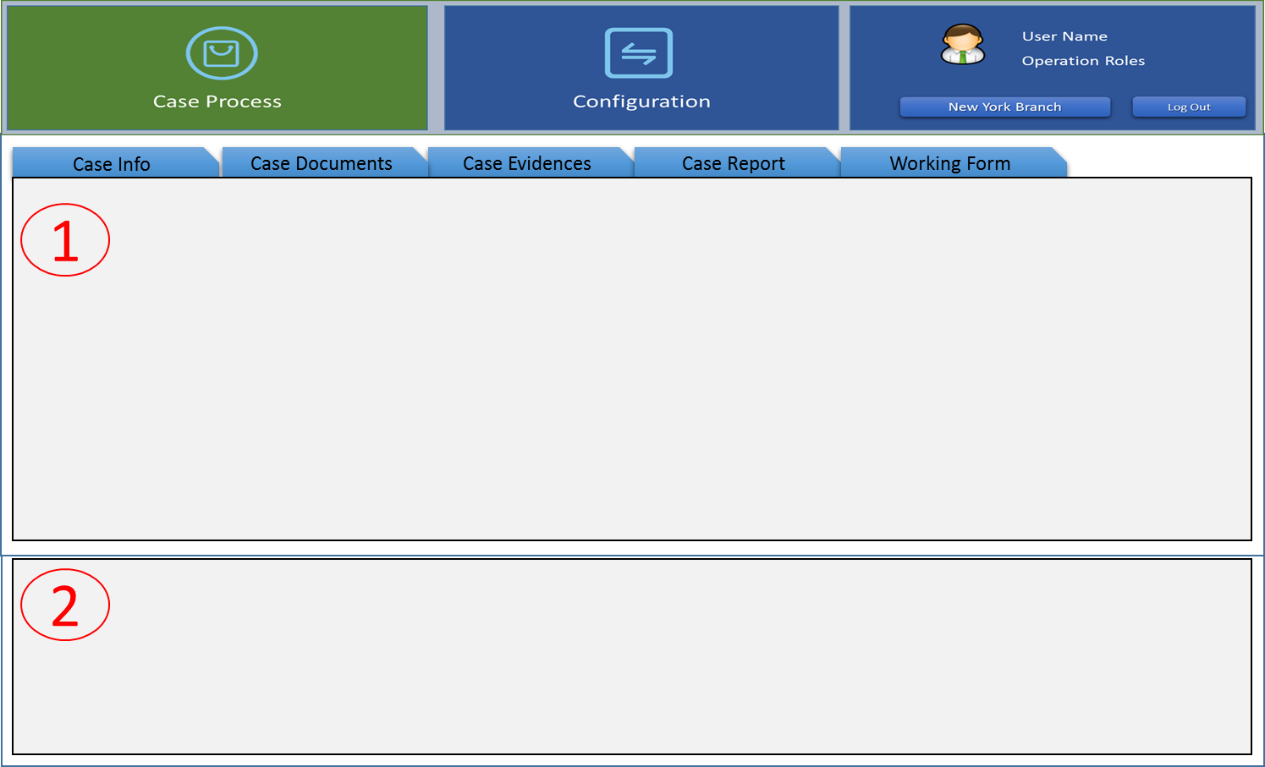 Case Process
Configuration
User Name
Operation Roles
New York Branch
Log Out
Case Info
Case Documents
Case Evidences
Case Report
Working Form
1
2